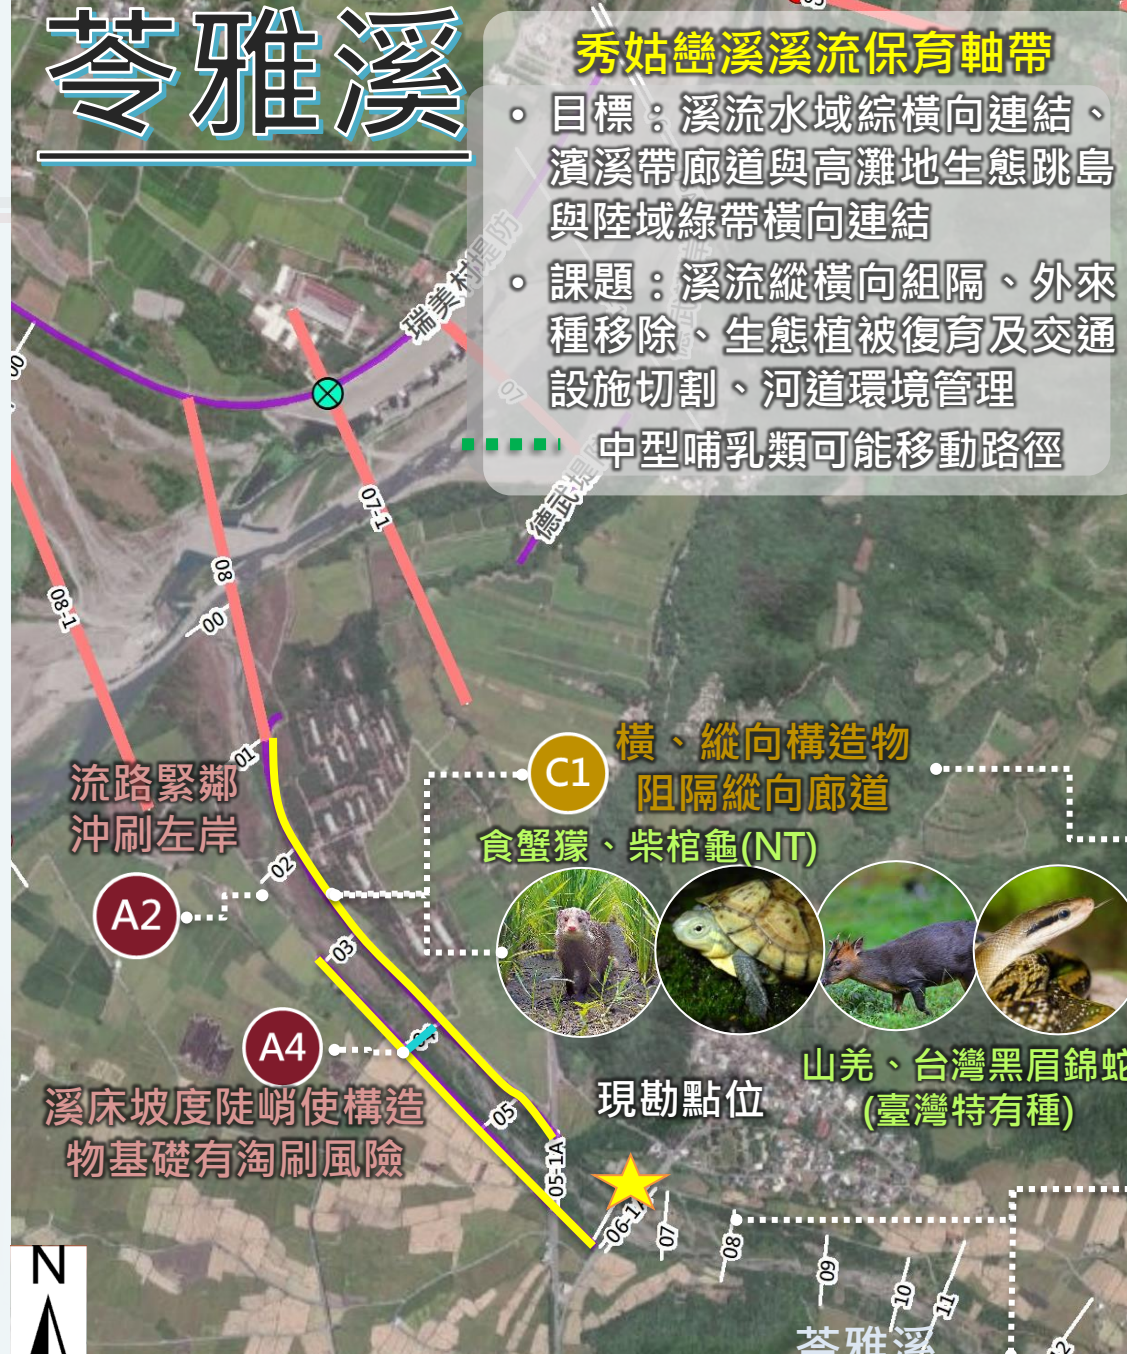 苓雅溪
秀姑巒溪溪流保育軸帶
• 目標：溪流水域綜橫向連結、
濱溪帶廊道與高灘地生態跳島
與陸域綠帶橫向連結
• 課題：溪流縱橫向組隔、外來
種移除、生態植被復育及交通
設施切割、河道環境管理
中型哺乳類可能移動路徑
瑞美村堤防
07
德武堤
07-1
08
00
08-1
01
C1
橫、縱向構造物
阻隔縱向廊道
流路緊鄰
沖刷左岸
食蟹獴、柴棺龜(NT)
02
A2
03
A4
溪床坡度陡峭使構造
物基礎有淘刷風險
山羌、台灣黑眉錦蛇
(臺灣特有種)
現勘點位
05
05-1A
06-1
07
08
09
10
11
12
N
苓雅溪